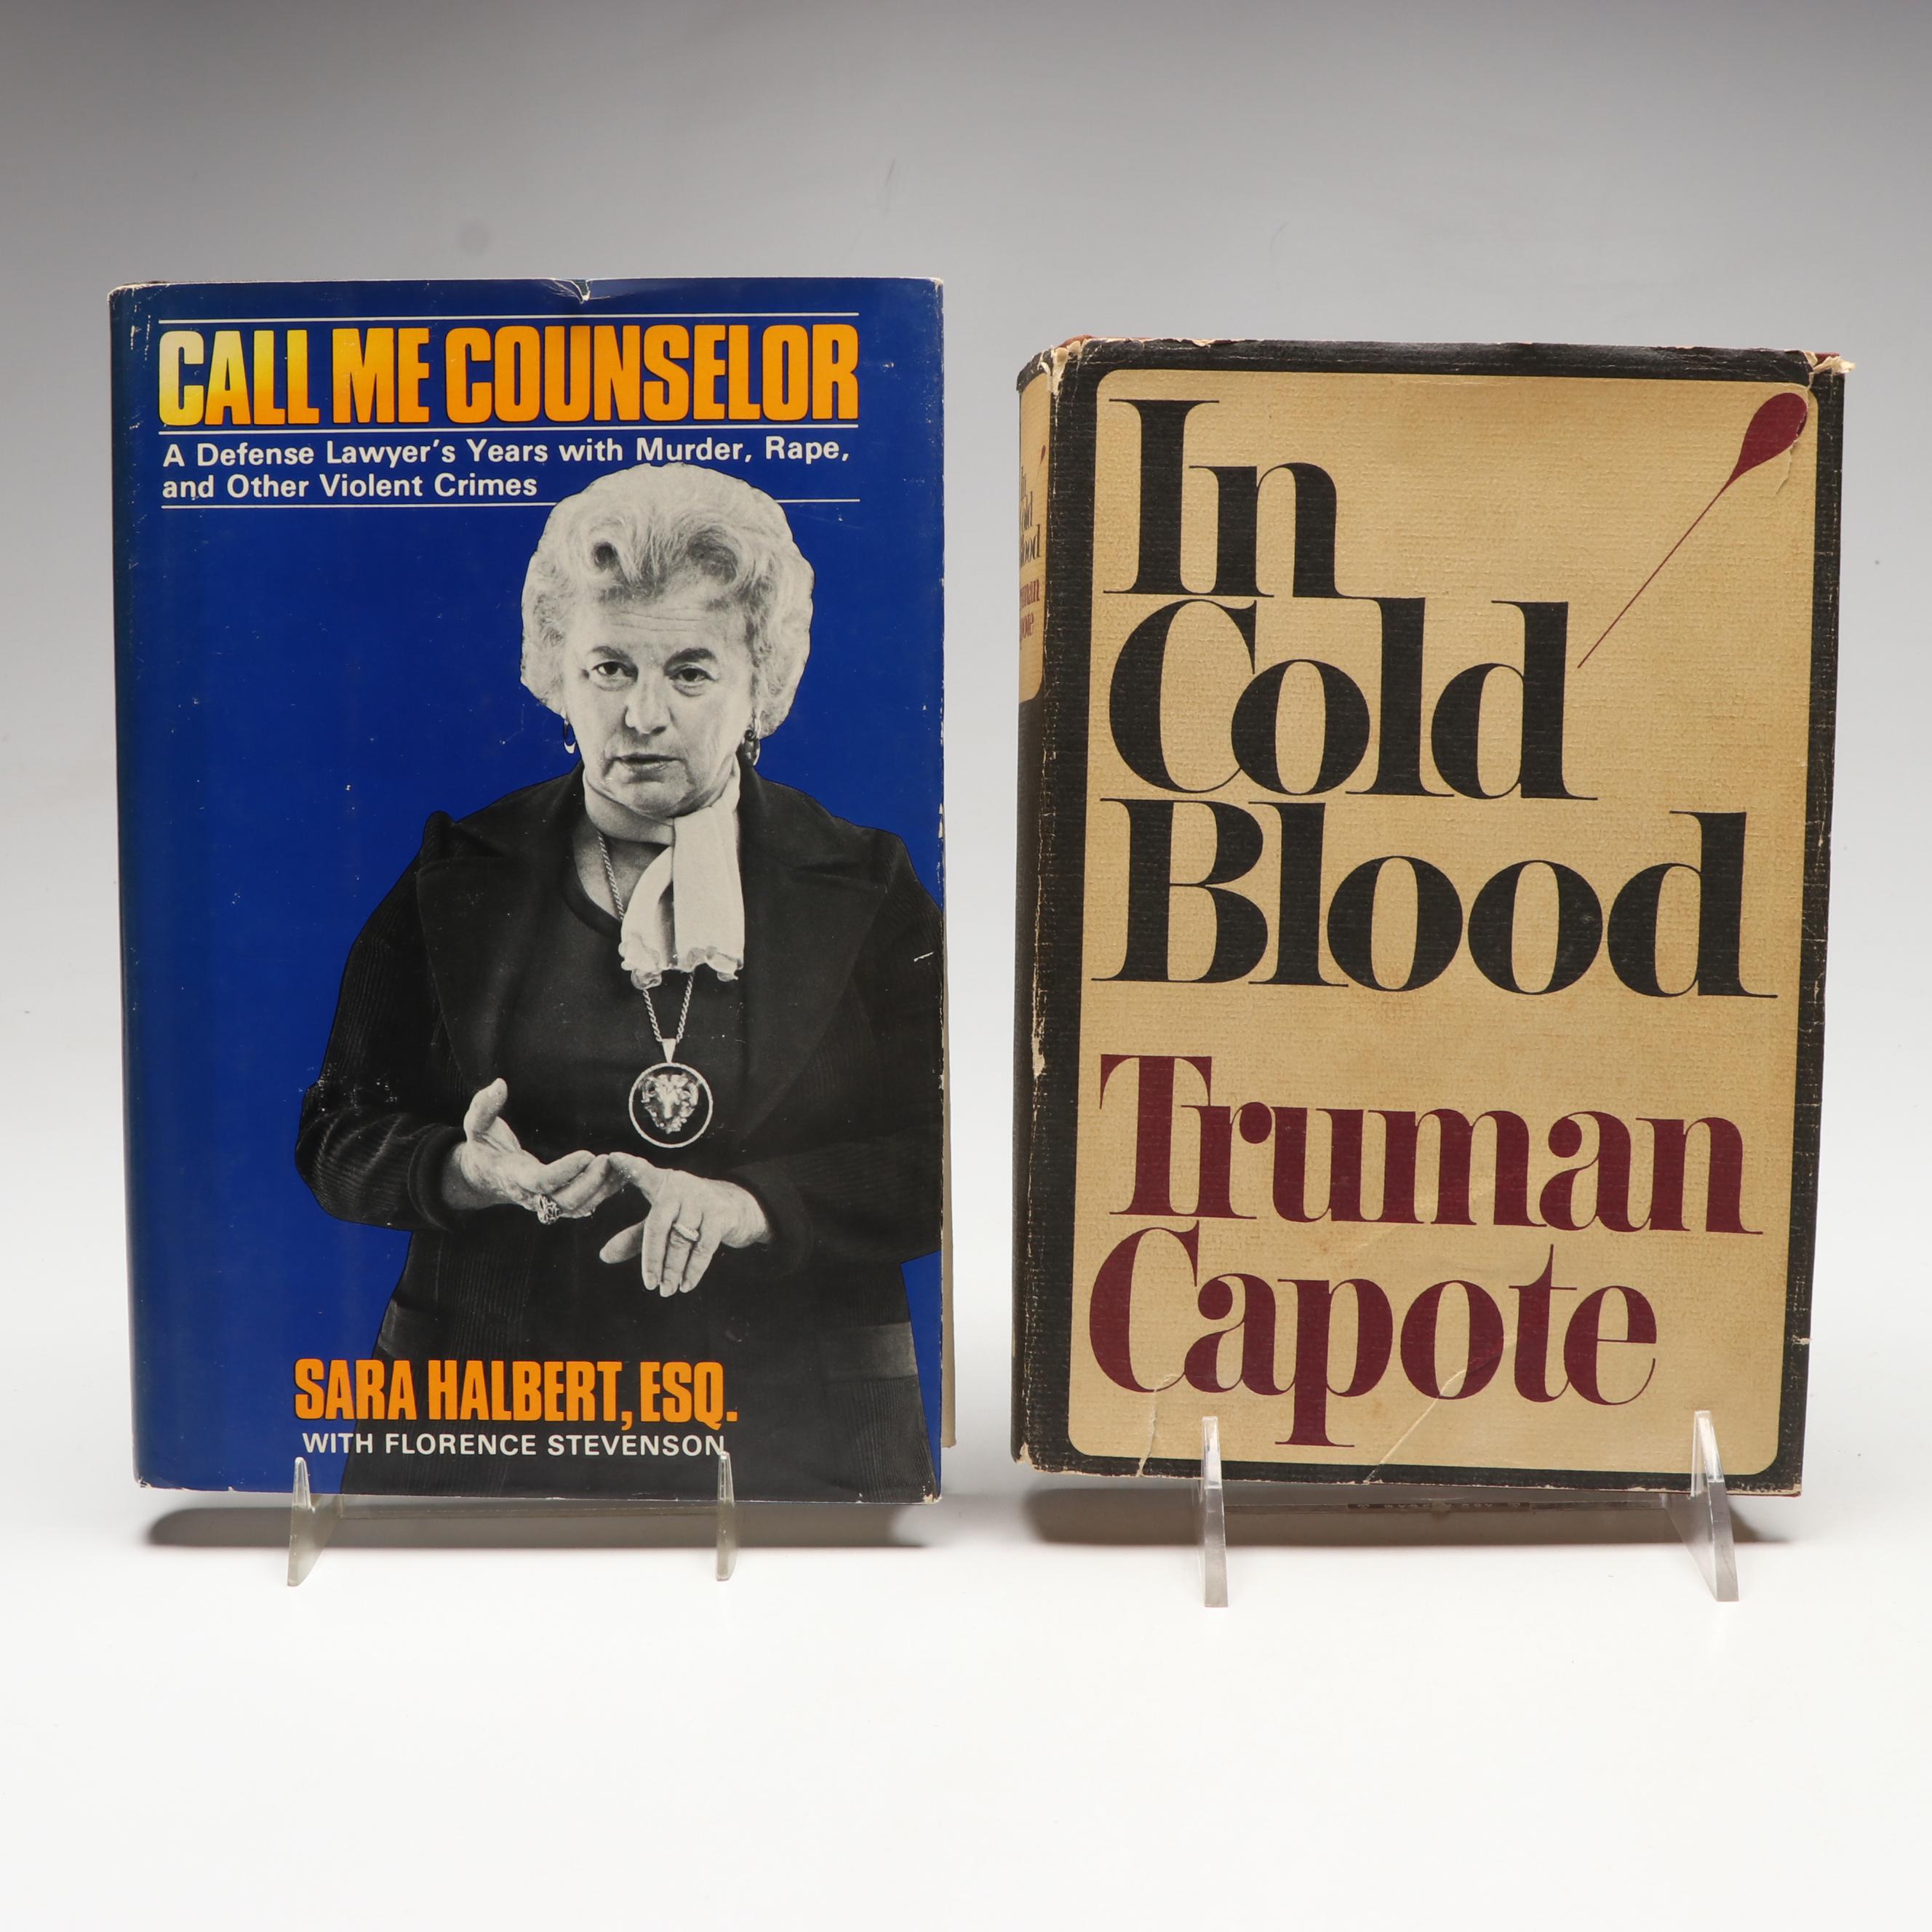 CALL ME COUNSELOR
A Defense Lawyer's Years with Murder, Rape,
and Other Violent Crimes
SARA HALBERT, ESQ.
WITH FLORENCE STEVENSON
In
Cold
Blood
Truman
Capote